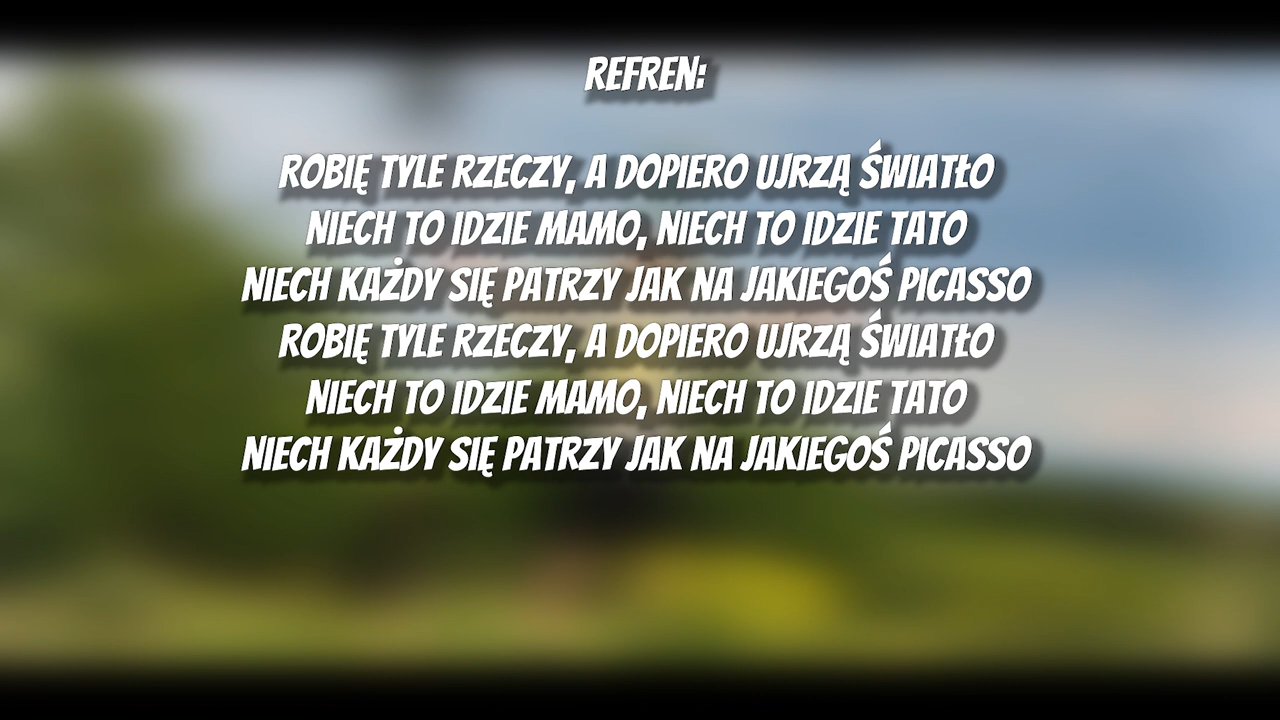 REFREN:
ROBIĘ TYLE RZECZY, A DOPIERO UJRZĄ ŚWIATŁO
NIECH TO IDZIE MAMO, NIECH TO IDZIE TATO
NIECH KAŻDY SIĘ PATRZY JAK NA JAKIEGOŚ PICASSO
ROBIĘ TYLE RZECZY, A DOPIERO UJRZĄ ŚWIATŁO
NIECH TO IDZIE MAMO, NIECH TO IDZIE TATO
NIECH KAŻDY SIĘ PATRZY JAK NA JAKIEGOŚ PICASSO